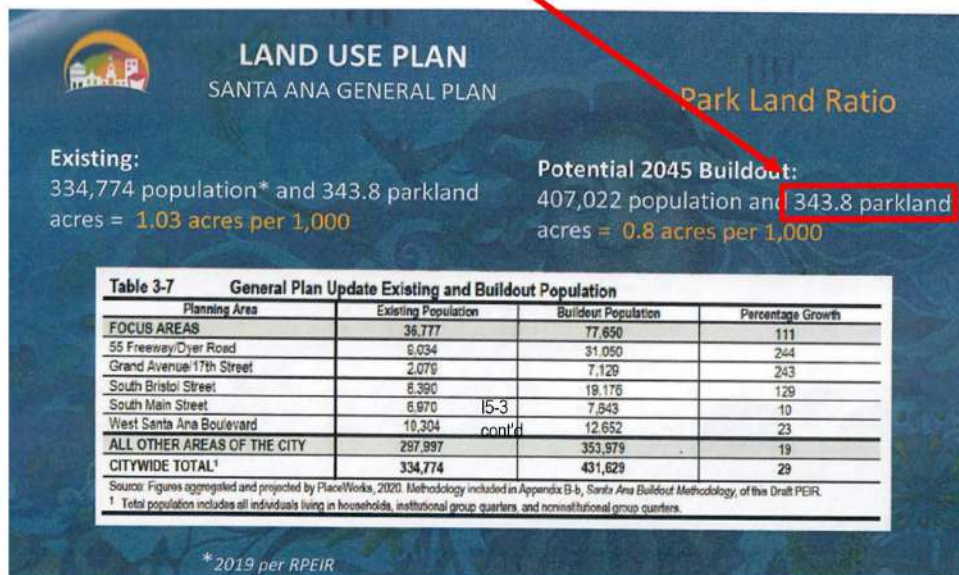 LAND USE PLAN
SANTA ANA GENERAL PLAN
Park Land Ratio
Existing:
334,774 population* and 343.8 parkland
acres = 1.03 acres per 1,000
Potential 2045 Buildout:
407,022 population and 343.8 parkland
acres = 0.8 acres per 1,000
Table 3-7 General Plan Update Existing and Buildout Population
Planning Area Existing Population Buildout Population Percentage Growth
FOCUS AREAS 36,777 77,650 111
55 Freeway/Dyer Road 9,034 31,050 244
Grand Avenue/17th Street 2,079 7,129 243
South Bristol Street 8,390 19,176 129
South Main Street 6,970 I5-3 7,643 10
West Santa Ana Boulevard 10,304 cont'd 12,652 23
ALL OTHER AREAS OF THE CITY 297,997 353,979 19
CITYWIDE TOTAL¹ 334,774 431,629 29
Source: Figures aggregated and projected by PlaceWorks, 2020. Methodology included in Appendix B-b, Santa Ana Buildout Methodology, of this Draft PEIR.
¹ Total population includes all individuals living in households, institutional group quarters, and noninstitutional group quarters.
*2019 per RPEIR